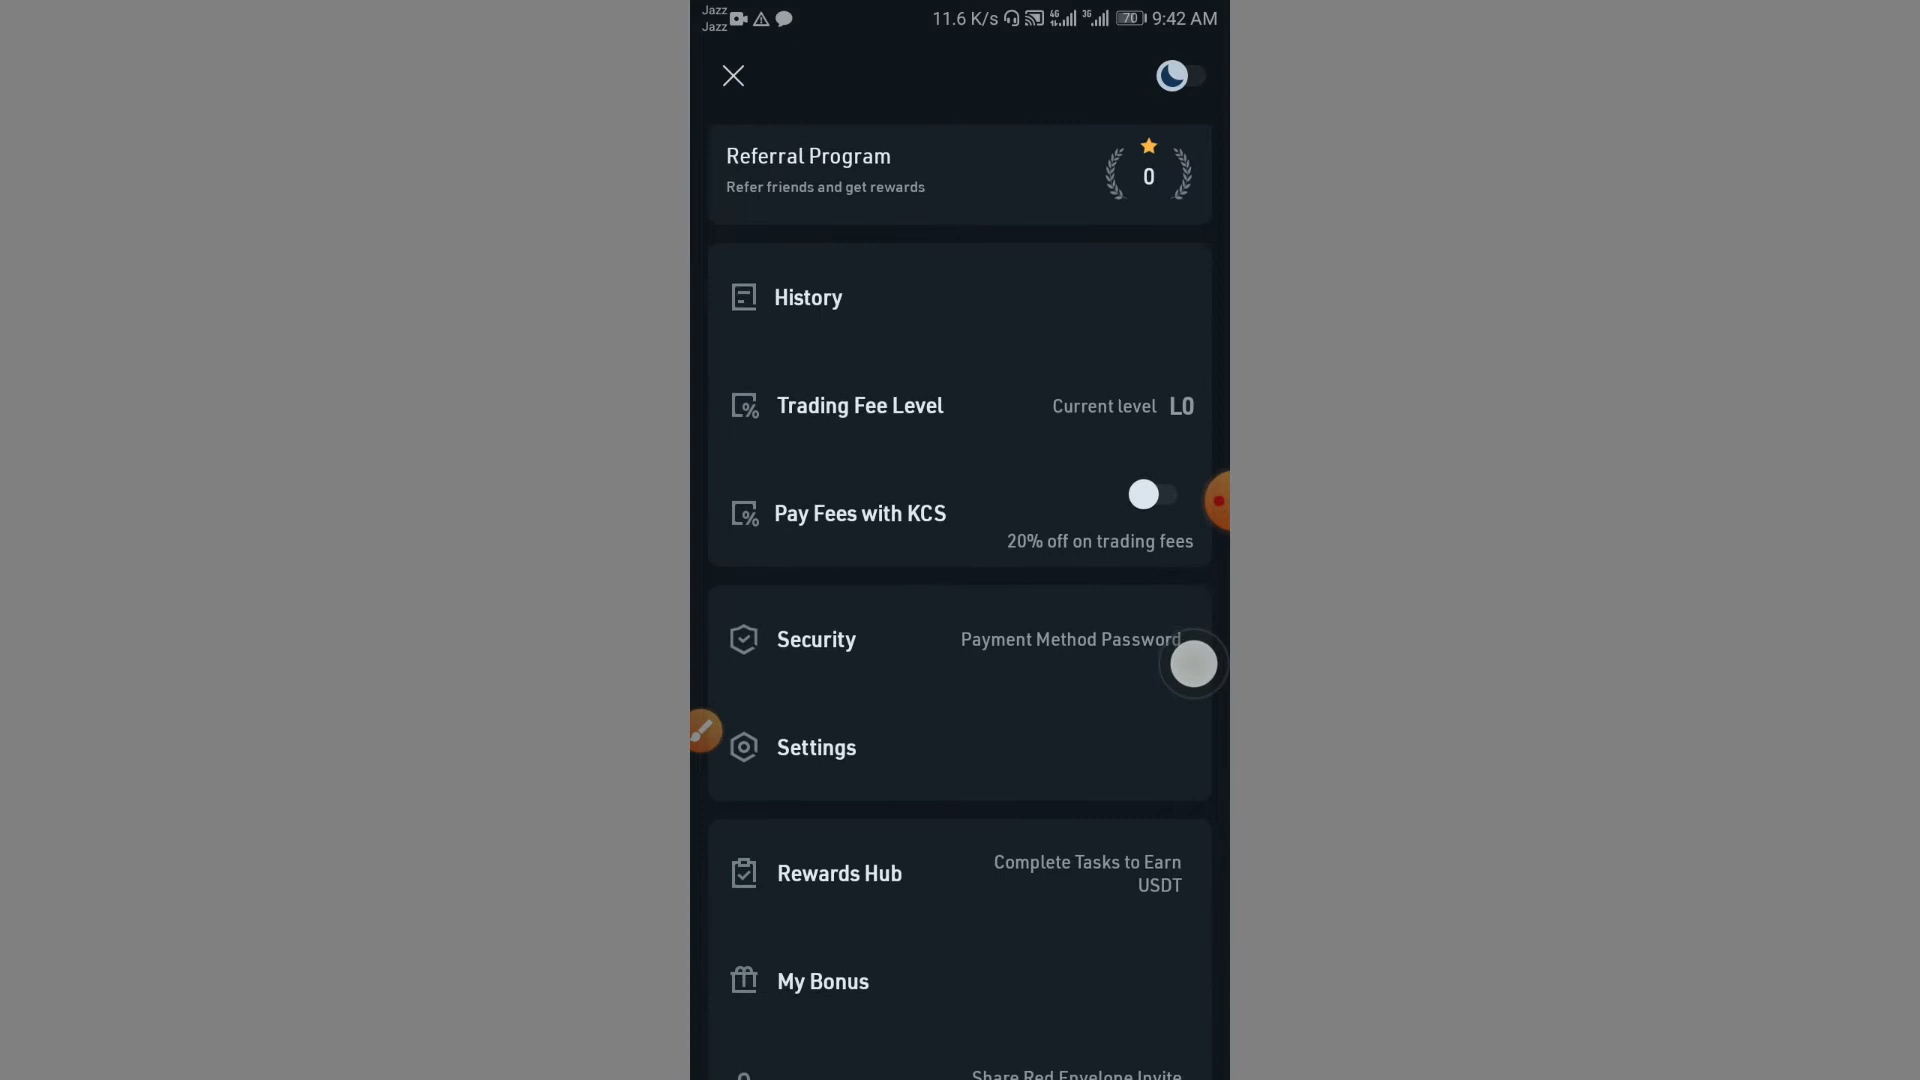 Jazz
Jazz
11.6 K/s 4G 3G 70 9:42 AM
Referral Program
Refer friends and get rewards
0
History
Trading Fee Level
Current level L0
Pay Fees with KCS
20% off on trading fees
Security
Payment Method Password
Settings
Rewards Hub
Complete Tasks to Earn
USDT
My Bonus
Share Red Envelope Invite